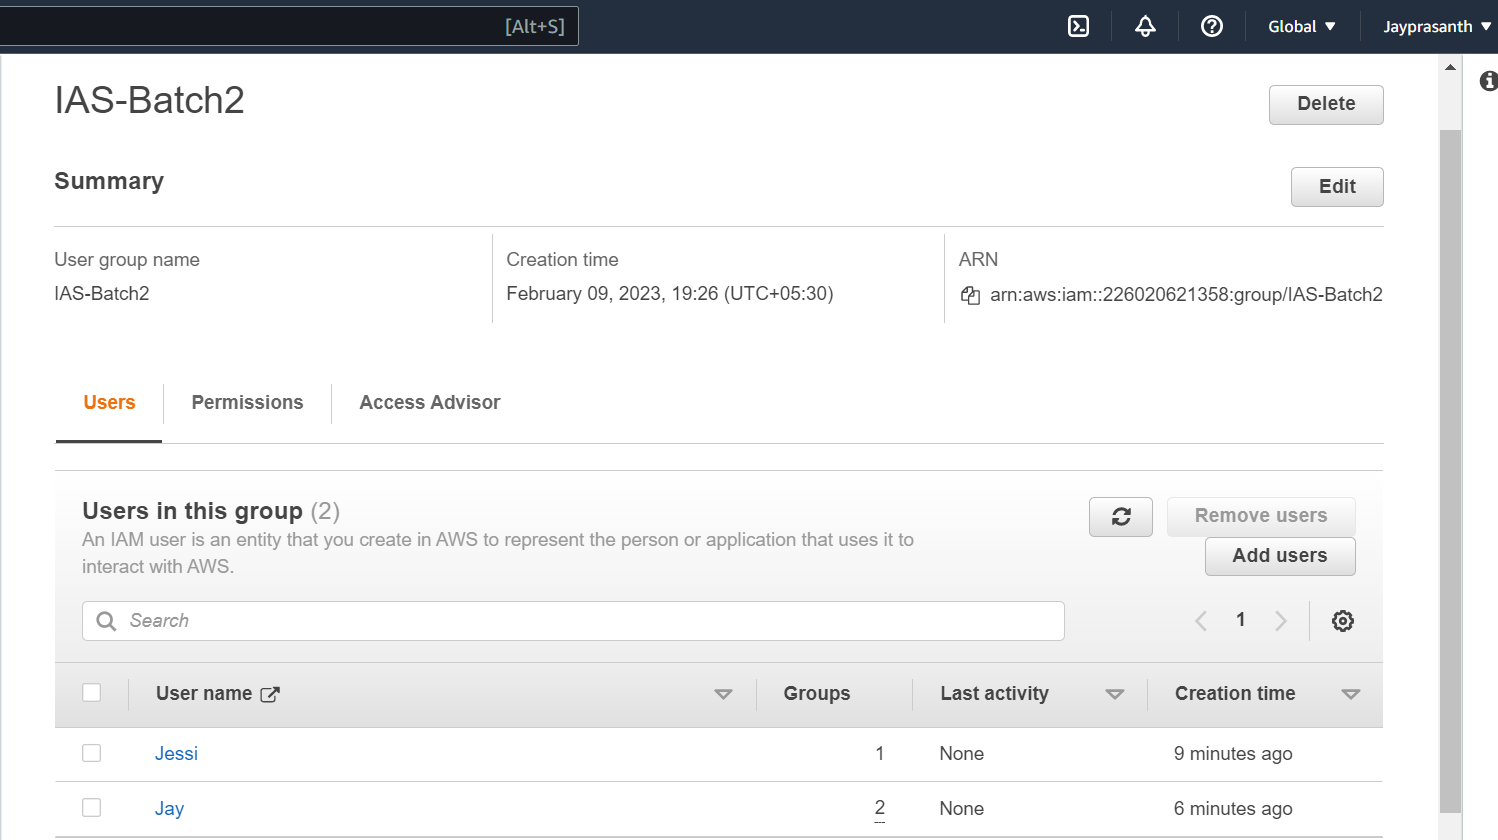 [Alt+S]
Global
Jayprasanth
IAS-Batch2
Delete
Summary
Edit
User group name
IAS-Batch2
Creation time
February 09, 2023, 19:26 (UTC+05:30)
ARN
arn:aws:iam::226020621358:group/IAS-Batch2
Users
Permissions
Access Advisor
Users in this group (2)
An IAM user is an entity that you create in AWS to represent the person or application that uses it to
interact with AWS.
Remove users
Add users
Search
1
User name Groups Last activity Creation time
Jessi 1 None 9 minutes ago
Jay 2 None 6 minutes ago